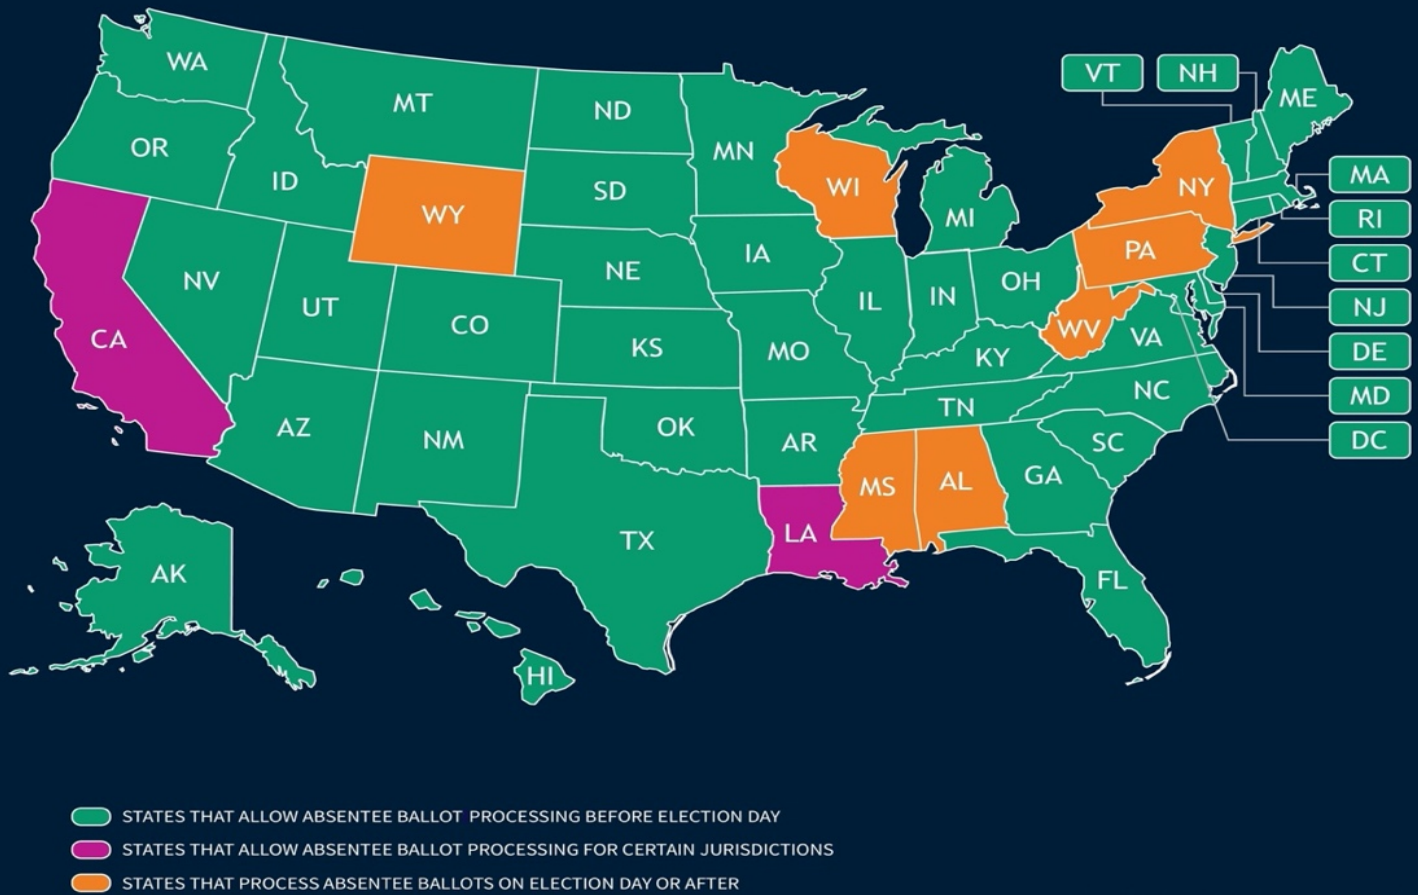 WA
MT
ND
MN
VT
NH
ME
OR
ID
WY
SD
WI
MI
NY
MA
RI
CT
NJ
DE
MD
DC
NV
UT
CO
NE
IA
IL
IN
OH
PA
CA
KS
MO
KY
WV
VA
AZ
NM
OK
AR
TN
NC
SC
MS
AL
GA
LA
TX
FL
AK
HI
STATES THAT ALLOW ABSENTEE BALLOT PROCESSING BEFORE ELECTION DAY
STATES THAT ALLOW ABSENTEE BALLOT PROCESSING FOR CERTAIN JURISDICTIONS
STATES THAT PROCESS ABSENTEE BALLOTS ON ELECTION DAY OR AFTER